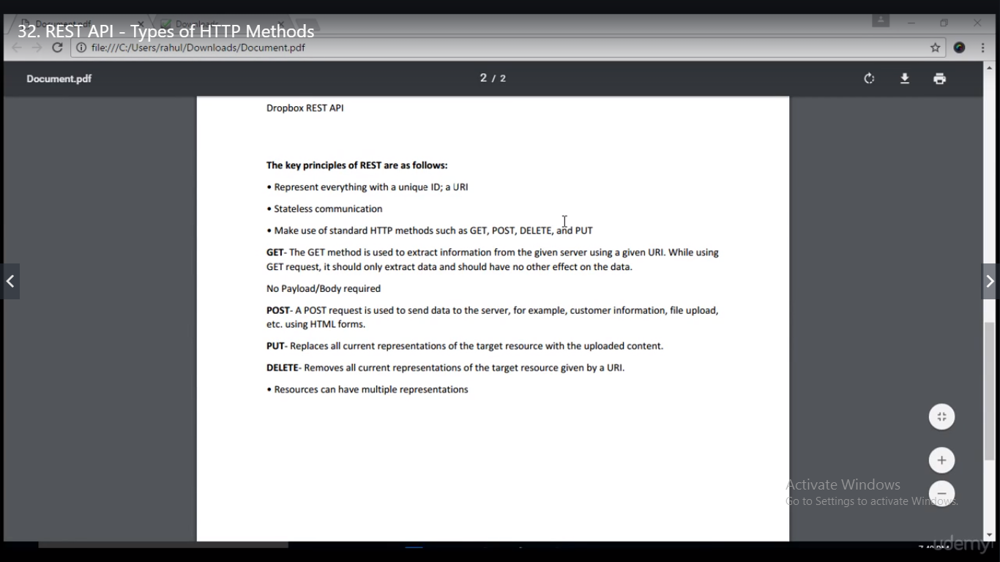 Document.pdf
Downloads
32. REST API - Types of HTTP Methods
file:///C:/Users/rahul/Downloads/Document.pdf
Document.pdf
2 / 2
Dropbox REST API
The key principles of REST are as follows:
• Represent everything with a unique ID; a URI
• Stateless communication
• Make use of standard HTTP methods such as GET, POST, DELETE, and PUT
GET- The GET method is used to extract information from the given server using a given URI. While using
GET request, it should only extract data and should have no other effect on the data.
No Payload/Body required
POST- A POST request is used to send data to the server, for example, customer information, file upload,
etc. using HTML forms.
PUT- Replaces all current representations of the target resource with the uploaded content.
DELETE- Removes all current representations of the target resource given by a URI.
• Resources can have multiple representations
Activate Windows
Go to Settings to activate Windows.
udemy